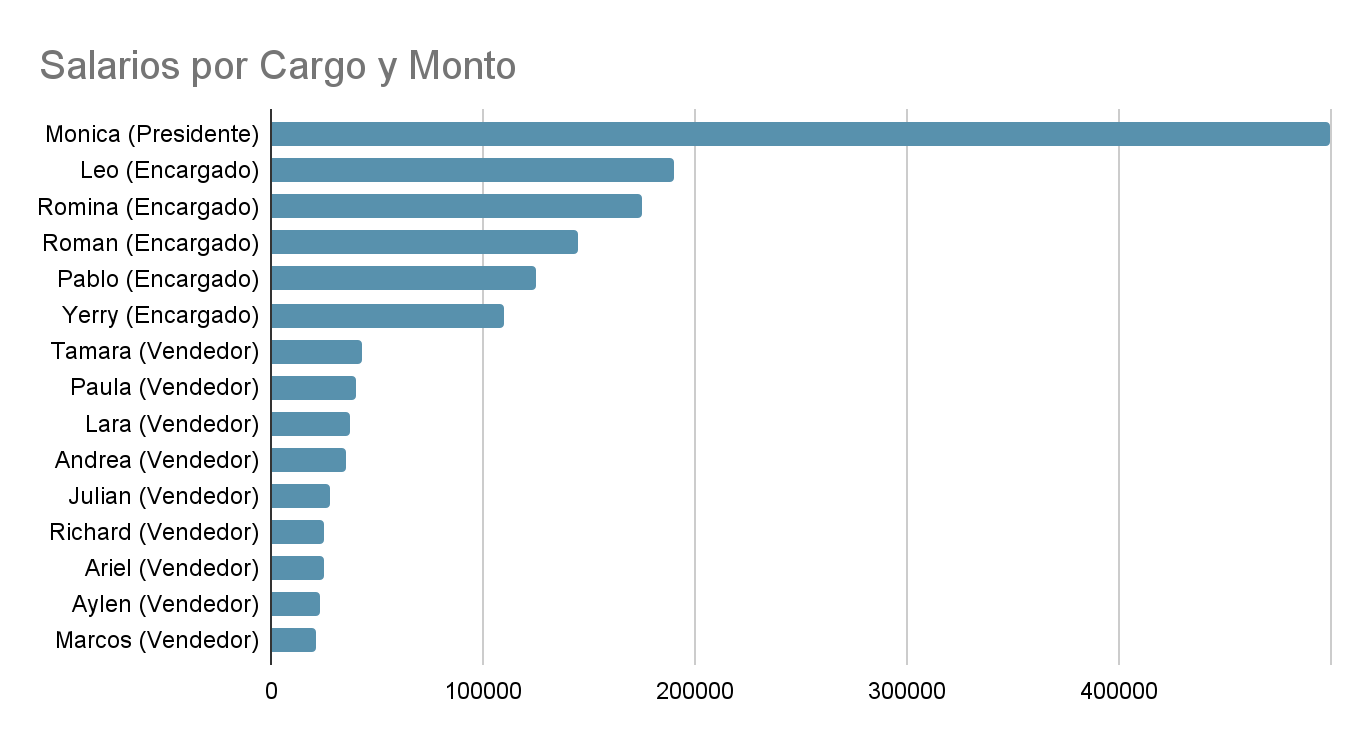 Salarios por Cargo y Monto
Monica (Presidente)
Leo (Encargado)
Romina (Encargado)
Roman (Encargado)
Pablo (Encargado)
Yerry (Encargado)
Tamara (Vendedor)
Paula (Vendedor)
Lara (Vendedor)
Andrea (Vendedor)
Julian (Vendedor)
Richard (Vendedor)
Ariel (Vendedor)
Aylen (Vendedor)
Marcos (Vendedor)
0 100000 200000 300000 400000